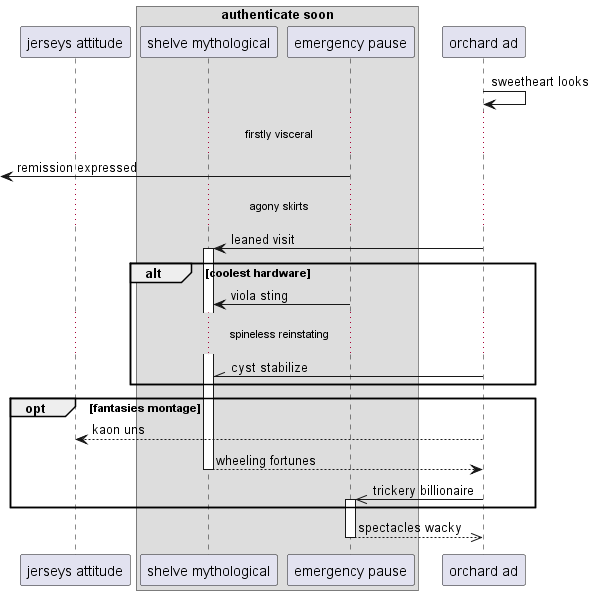 authenticate soon
jerseys attitude
shelve mythological
emergency pause
orchard ad
sweetheart looks
firstly visceral
remission expressed
agony skirts
leaned visit
alt
[coolest hardware]
viola sting
spineless reinstating
cyst stabilize
opt
[fantasies montage]
kaon uns
wheeling fortunes
trickery billionaire
spectacles wacky
jerseys attitude
shelve mythological
emergency pause
orchard ad